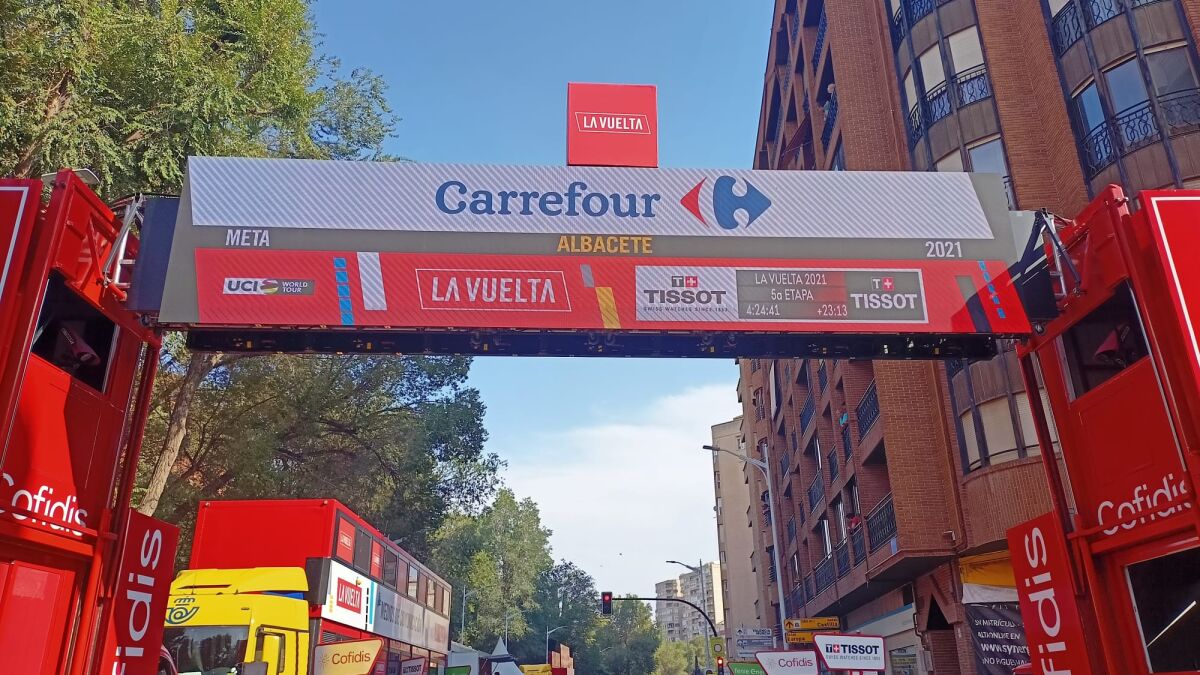 LA VUELTA
Carrefour
META
ALBACETE
2021
UCI WORLD TOUR
LA VUELTA
T+
TISSOT
SWISS WATCHES SINCE 1853
LA VUELTA 2021
5a ETAPA
4:24:41 +23:13
T+
TISSOT
Cofidis
Cofidis
Cofidis
Cofidis
LA VUELTA
Cofidis
Cofidis
T+ TISSOT